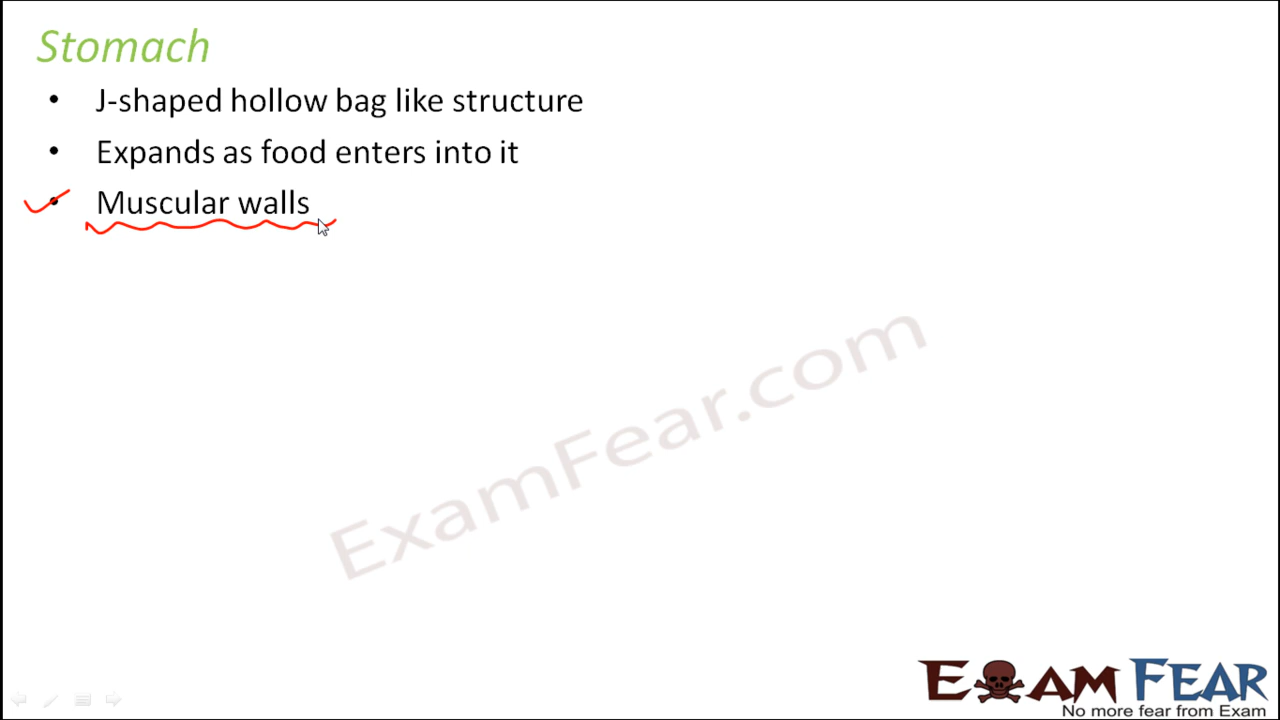 Stomach
• J-shaped hollow bag like structure
• Expands as food enters into it
• Muscular walls
ExamFear.com
EXAM FEAR
No more fear from Exam